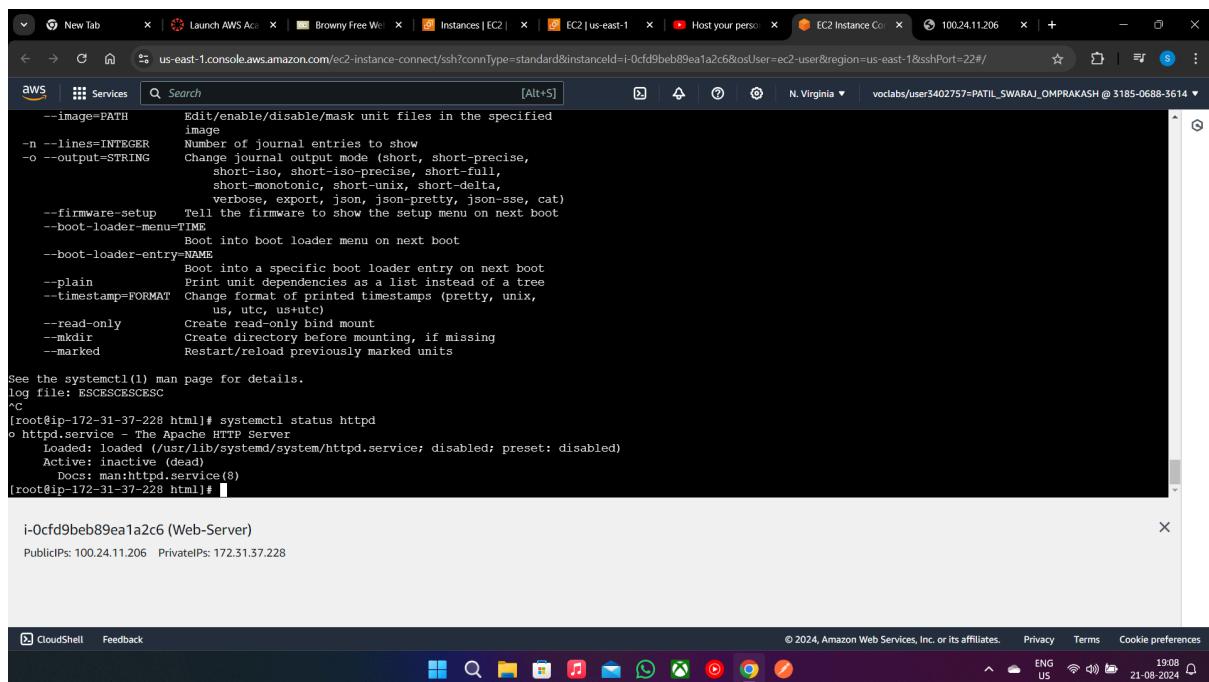 New Tab
Launch AWS Aca
Browny Free Wel
Instances | EC2 |
EC2 | us-east-1
Host your perso
EC2 Instance Co
100.24.11.206
us-east-1.console.aws.amazon.com/ec2-instance-connect/ssh?connType=standard&instanceId=i-0cfd9beb89ea1a2c6&osUser=ec2-user&region=us-east-1&sshPort=22#/
aws Services Search [Alt+S] N. Virginia voclabs/user3402757=PATIL_SWARAJ_OMPRAKASH @ 3185-0688-3614
--image=PATH Edit/enable/disable/mask unit files in the specified
image
-n --lines=INTEGER Number of journal entries to show
-o --output=STRING Change journal output mode (short, short-precise,
short-iso, short-iso-precise, short-full,
short-monotonic, short-unix, short-delta,
verbose, export, json, json-pretty, json-sse, cat)
--firmware-setup Tell the firmware to show the setup menu on next boot
--boot-loader-menu=TIME
Boot into boot loader menu on next boot
--boot-loader-entry=NAME
Boot into a specific boot loader entry on next boot
--plain Print unit dependencies as a list instead of a tree
--timestamp=FORMAT Change format of printed timestamps (pretty, unix,
us, utc, us+utc)
--read-only Create read-only bind mount
--mkdir Create directory before mounting, if missing
--marked Restart/reload previously marked units
See the systemctl(1) man page for details.
log file: ESCESCESCESC
^C
[root@ip-172-31-37-228 html]# systemctl status httpd
○ httpd.service - The Apache HTTP Server
Loaded: loaded (/usr/lib/systemd/system/httpd.service; disabled; preset: disabled)
Active: inactive (dead)
Docs: man:httpd.service(8)
[root@ip-172-31-37-228 html]#
i-0cfd9beb89ea1a2c6 (Web-Server)
PublicIPs: 100.24.11.206 PrivateIPs: 172.31.37.228
CloudShell Feedback © 2024, Amazon Web Services, Inc. or its affiliates. Privacy Terms Cookie preferences
ENG
US
19:08
21-08-2024